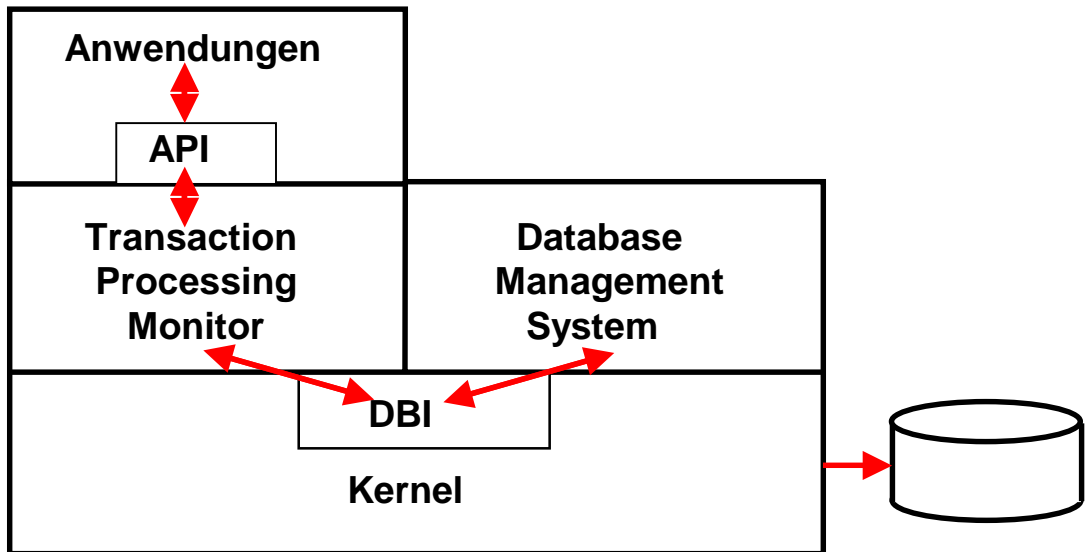 Anwendungen
API
Transaction
Processing
Monitor
Database
Management
System
DBI
Kernel